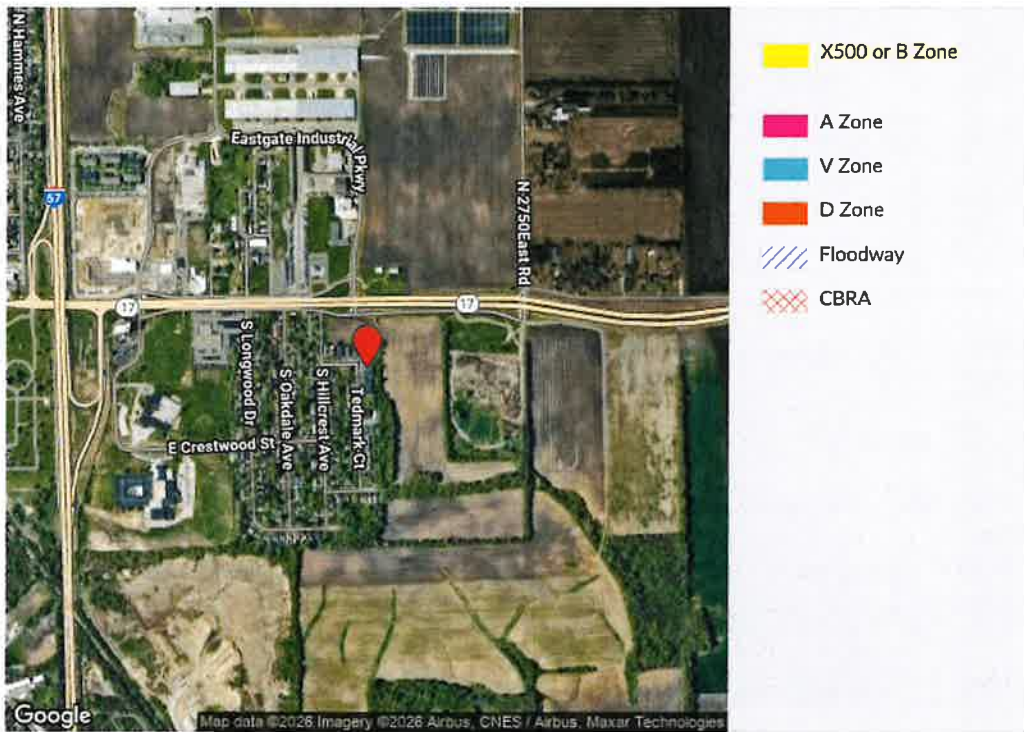 N Hammes Ave
Eastgate Industrial Pkwy
57
N 2750East Rd
17
17
S Longwood Dr
S Oakdale Ave
S Hillcrest Ave
Tedmark Ct
E Crestwood St
Google
Map data ©2026 Imagery ©2026 Airbus, CNES / Airbus, Maxar Technologies
X500 or B Zone
A Zone
V Zone
D Zone
Floodway
CBRA